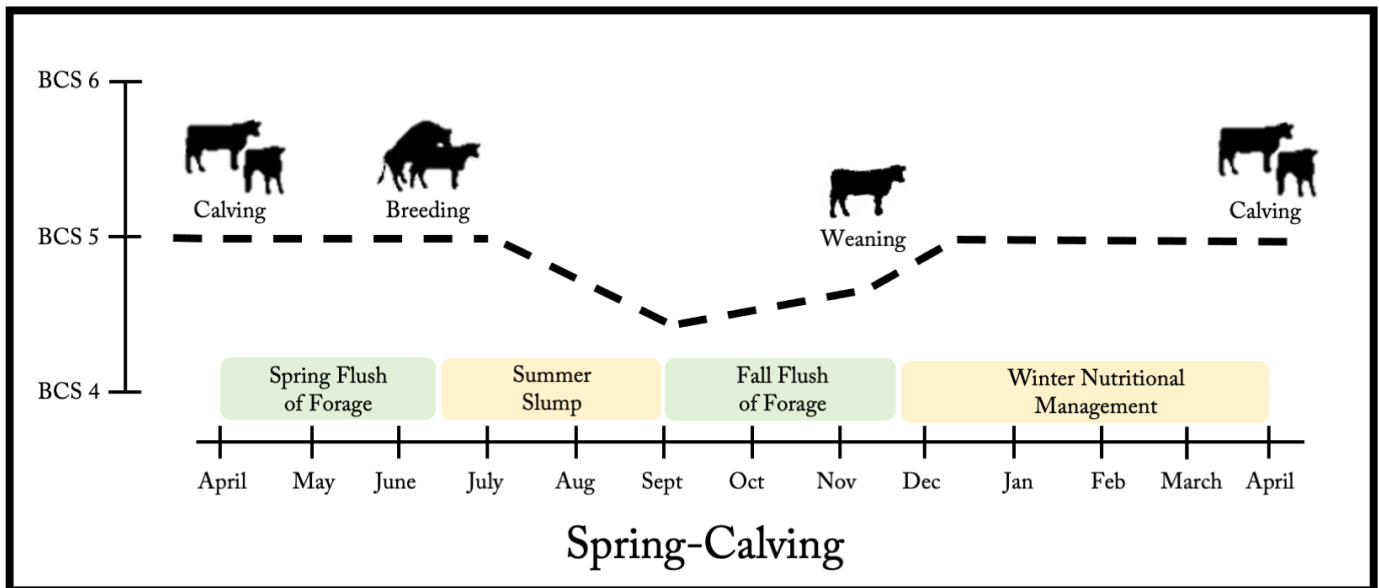 BCS 6
Calving
Breeding
Calving
BCS 5
Weaning
BCS 4
Spring Flush
of Forage
Summer
Slump
Fall Flush
of Forage
Winter Nutritional
Management
April May June July Aug Sept Oct Nov Dec Jan Feb March April
Spring-Calving